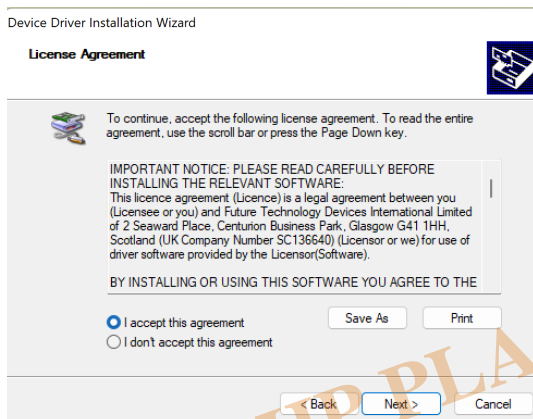 Device Driver Installation Wizard
License Agreement
To continue, accept the following license agreement. To read the entire
agreement, use the scroll bar or press the Page Down key.
IMPORTANT NOTICE: PLEASE READ CAREFULLY BEFORE
INSTALLING THE RELEVANT SOFTWARE:
This licence agreement (Licence) is a legal agreement between you
(Licensee or you) and Future Technology Devices International Limited
of 2 Seaward Place, Centurion Business Park, Glasgow G41 1HH,
Scotland (UK Company Number SC136640) (Licensor or we) for use of
driver software provided by the Licensor(Software).
BY INSTALLING OR USING THIS SOFTWARE YOU AGREE TO THE
I accept this agreement
Save As
Print
I don't accept this agreement
< Back
Next >
Cancel